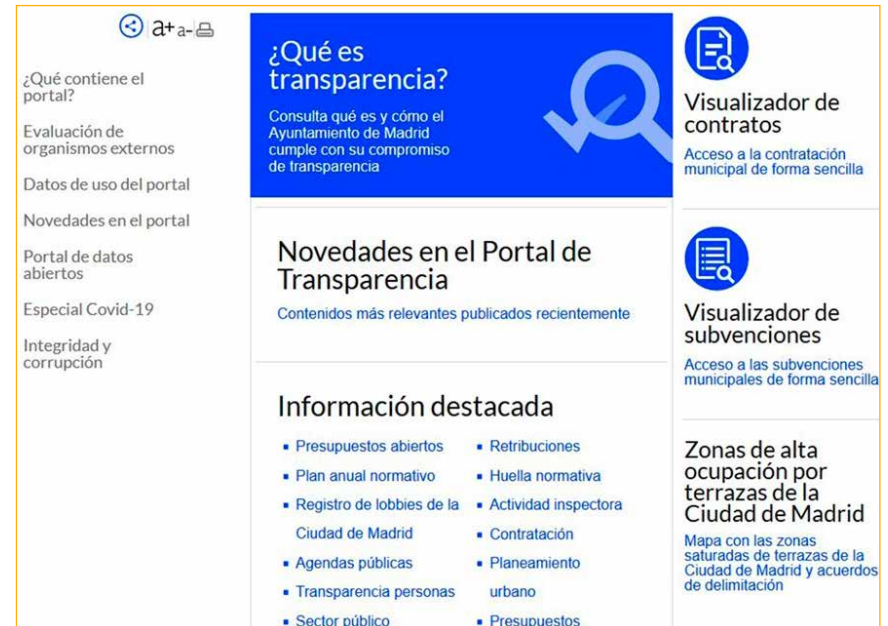 a+ a-
¿Qué contiene el
portal?
Evaluación de
organismos externos
Datos de uso del portal
Novedades en el portal
Portal de datos
abiertos
Especial Covid-19
Integridad y
corrupción
¿Qué es
transparencia?
Consulta qué es y cómo el
Ayuntamiento de Madrid
cumple con su compromiso
de transparencia
Novedades en el Portal de
Transparencia
Contenidos más relevantes publicados recientemente
Información destacada
Presupuestos abiertos
Plan anual normativo
Registro de lobbies de la
Ciudad de Madrid
Agendas públicas
Transparencia personas
Sector público
Retribuciones
Huella normativa
Actividad inspectora
Contratación
Planeamiento
urbano
Presupuestos
Visualizador de
contratos
Acceso a la contratación
municipal de forma sencilla
Visualizador de
subvenciones
Acceso a las subvenciones
municipales de forma sencilla
Zonas de alta
ocupación por
terrazas de la
Ciudad de Madrid
Mapa con las zonas
saturadas de terrazas de la
Ciudad de Madrid y acuerdos
de delimitación